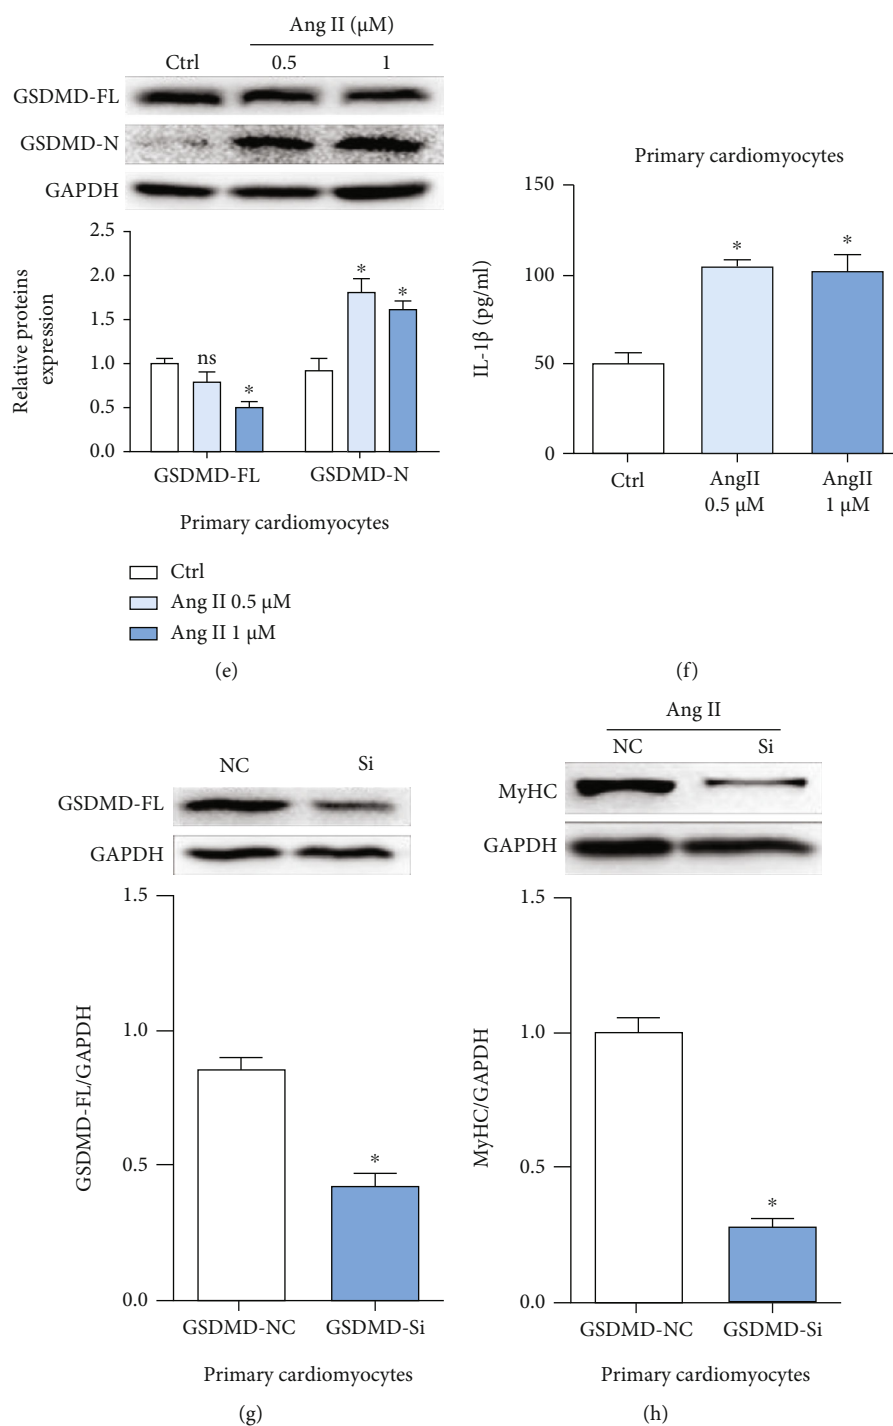 Ang II (μM)
Ctrl 0.5 1
GSDMD-FL
GSDMD-N
GAPDH
2.5
2.0
1.5
1.0
0.5
0.0
Relative proteins
expression
ns
*
*
*
GSDMD-FL GSDMD-N
Primary cardiomyocytes
Ctrl
Ang II 0.5 μM
Ang II 1 μM
(e)
Primary cardiomyocytes
150
100
50
0
IL-1β (pg/ml)
*
*
Ctrl AngII AngII
0.5 μM 1 μM
(f)
NC Si
GSDMD-FL
GAPDH
1.5
1.0
0.5
0.0
GSDMD-FL/GAPDH
*
GSDMD-NC GSDMD-Si
Primary cardiomyocytes
(g)
Ang II
NC Si
MyHC
GAPDH
1.5
1.0
0.5
0.0
MyHC/GAPDH
*
GSDMD-NC GSDMD-Si
Primary cardiomyocytes
(h)